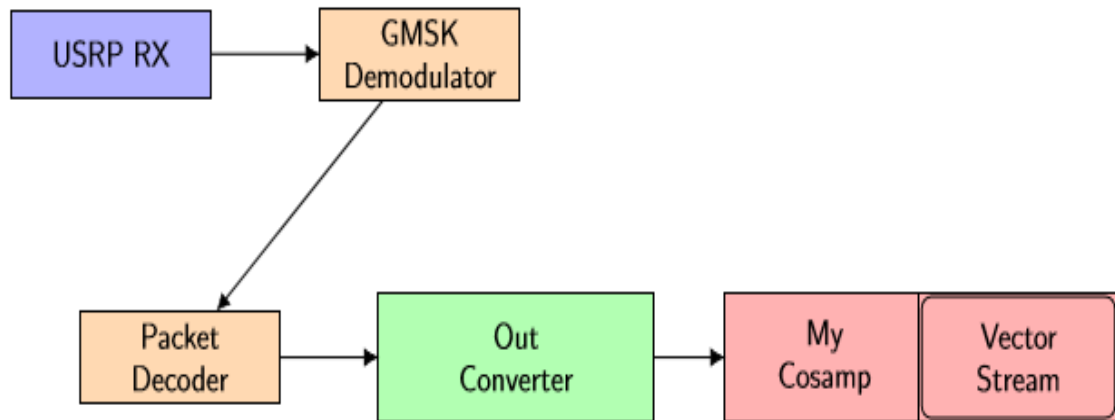 USRP RX
GMSK
Demodulator
Packet
Decoder
Out
Converter
My
Cosamp
Vector
Stream